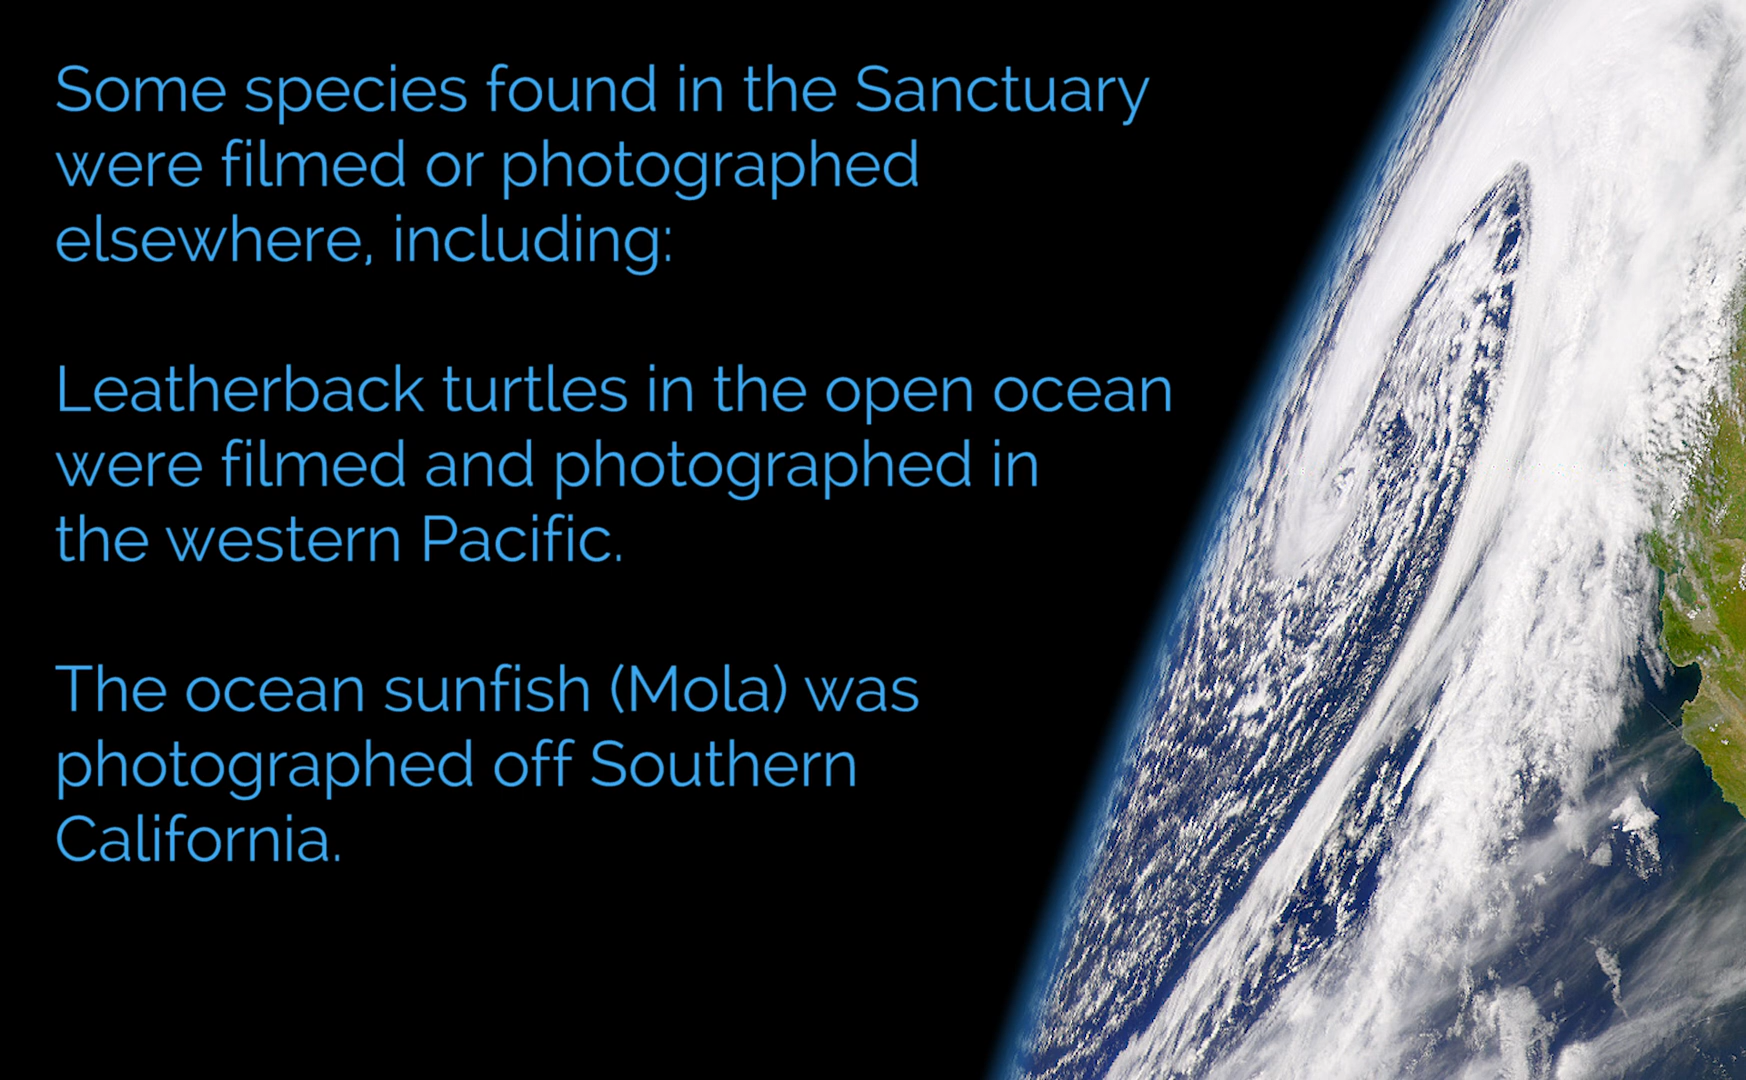 Some species found in the Sanctuary
were filmed or photographed
elsewhere, including:
Leatherback turtles in the open ocean
were filmed and photographed in
the western Pacific.
The ocean sunfish (Mola) was
photographed off Southern
California.